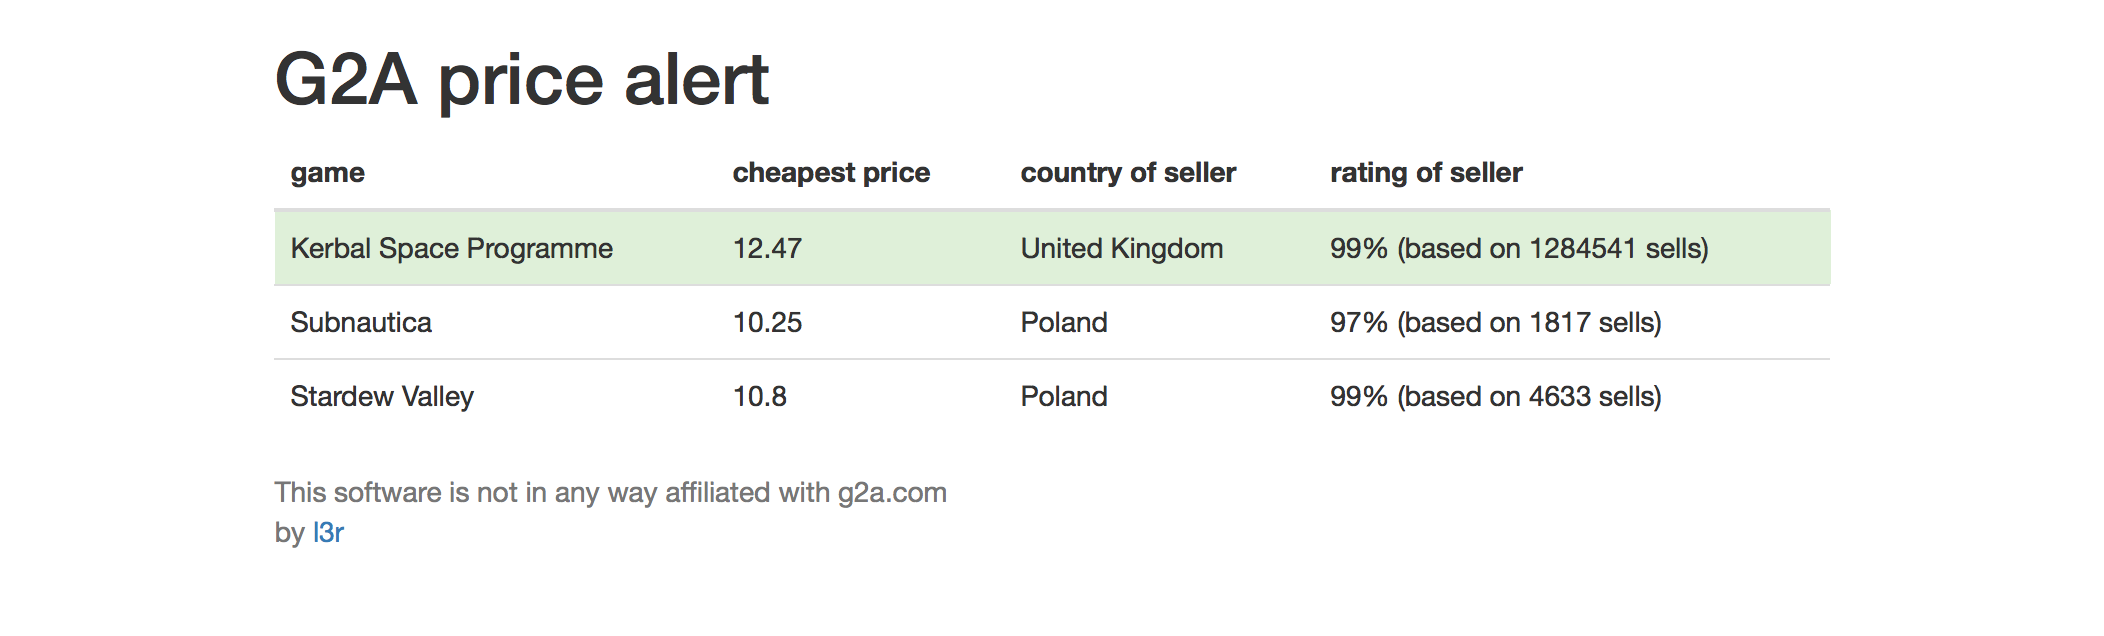 G2A price alert
game cheapest price country of seller rating of seller
Kerbal Space Programme 12.47 United Kingdom 99% (based on 1284541 sells)
Subnautica 10.25 Poland 97% (based on 1817 sells)
Stardew Valley 10.8 Poland 99% (based on 4633 sells)
This software is not in any way affiliated with g2a.com
by l3r